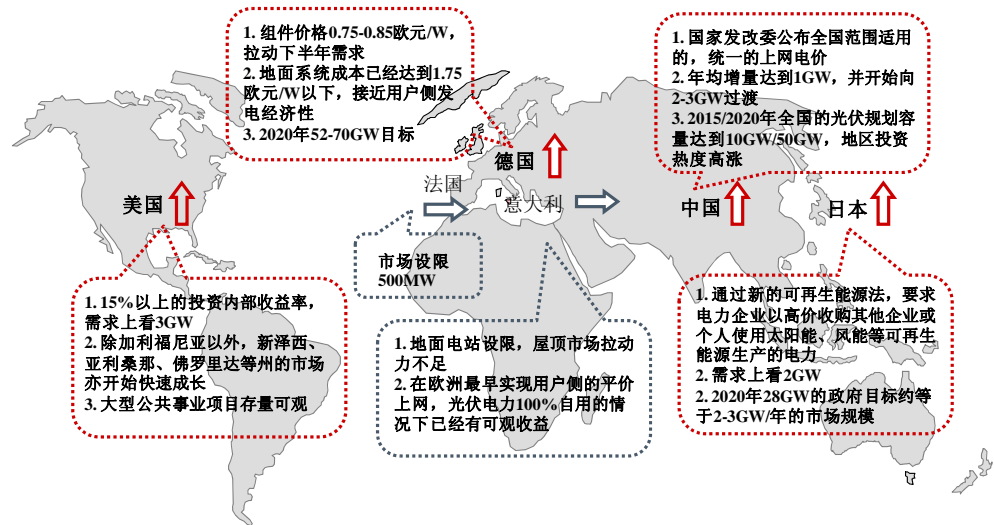 1. 组件价格0.75-0.85欧元/W，
拉动下半年需求
2. 地面系统成本已经达到1.75
欧元/W以下，接近用户侧发
电经济性
3. 2020年52-70GW目标
1. 国家发改委公布全国范围适用
的，统一的上网电价
2. 年均增量达到1GW，并开始向
2-3GW过渡
3. 2015/2020年全国的光伏规划容
量达到10GW/50GW，地区投资
热度高涨
德国
法国
意大利
美国
中国
日本
市场设限
500MW
1. 15%以上的投资内部收益率，
需求上看3GW
2. 除加利福尼亚以外，新泽西、
亚利桑那、佛罗里达等州的市场
亦开始快速成长
3. 大型公共事业项目存量可观
1. 地面电站设限，屋顶市场拉动
力不足
2. 在欧洲最早实现用户侧的平价
上网，光伏电力100%自用的情
况下已经有可观收益
1. 通过新的可再生能源法，要求
电力企业以高价收购其他企业或
个人使用太阳能、风能等可再生
能源生产的电力
2. 需求上看2GW
2. 2020年28GW的政府目标约等
于2-3GW/年的市场规模